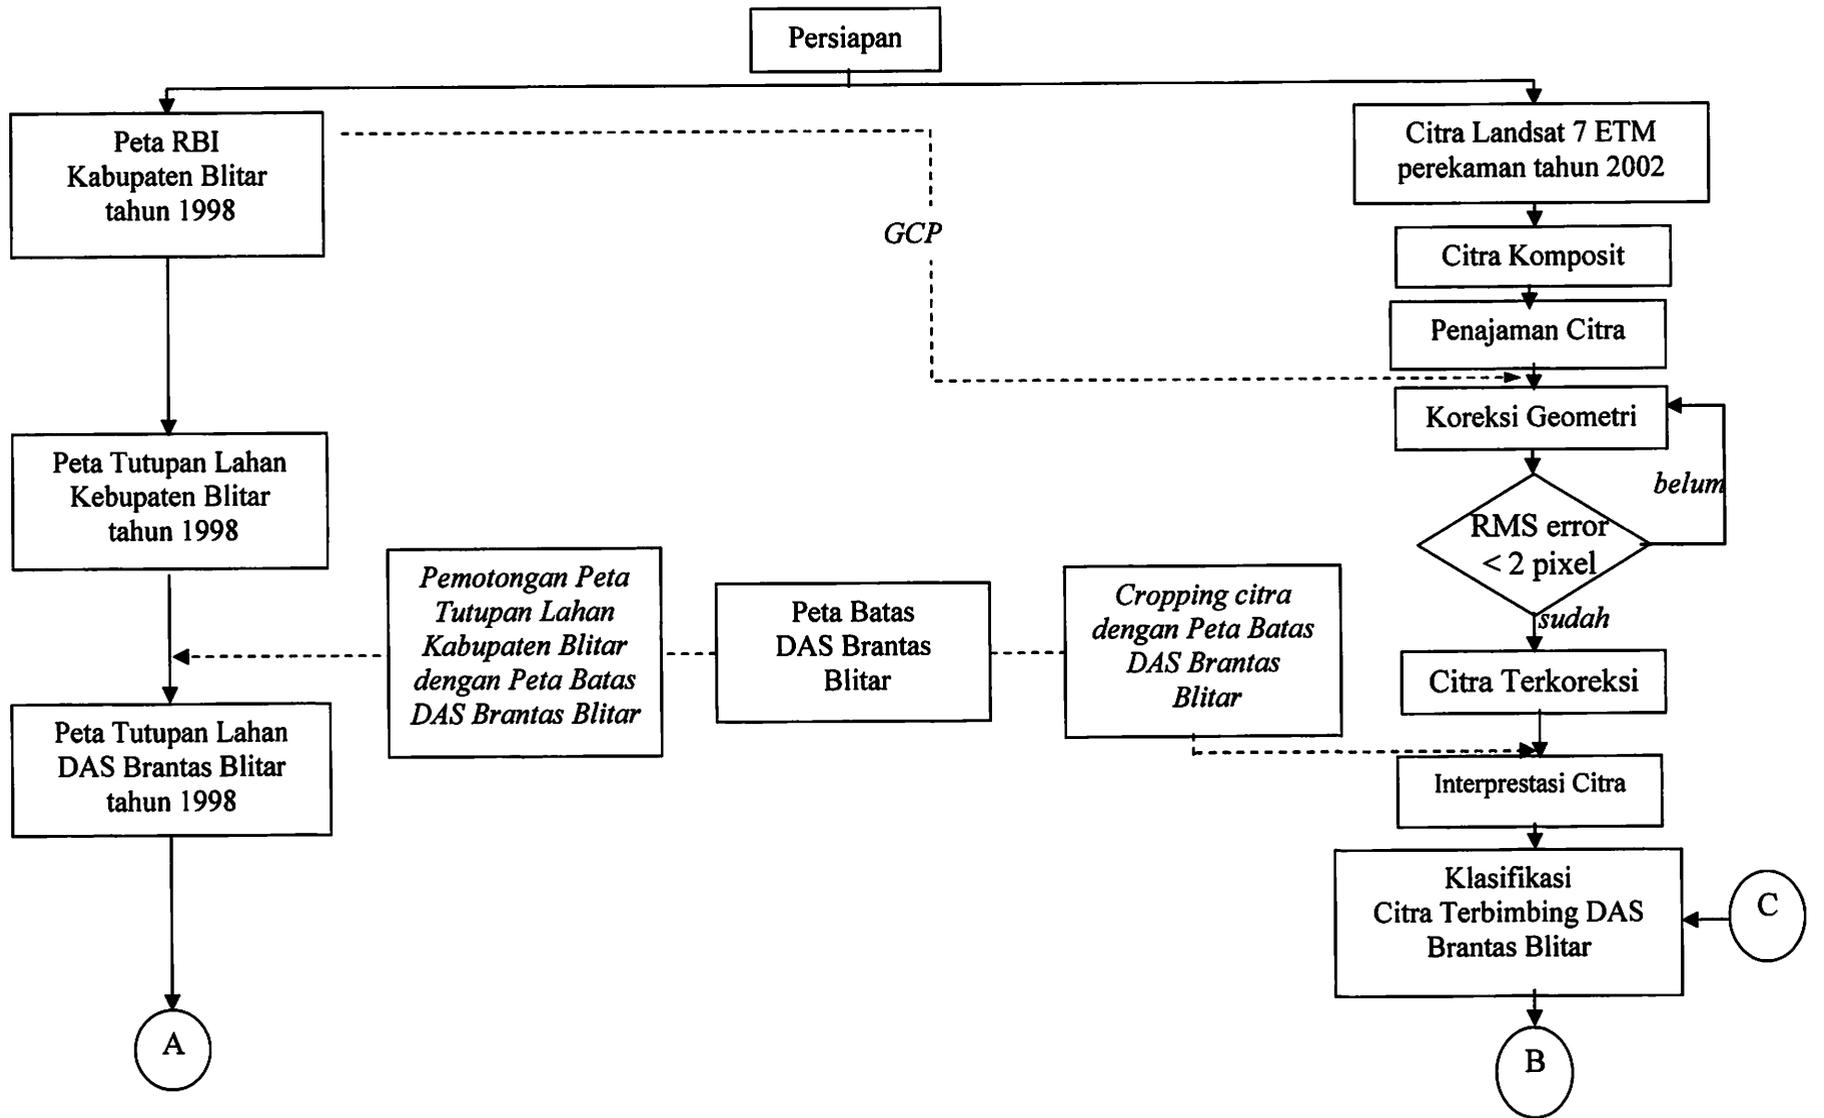 Persiapan
Peta RBI
Kabupaten Blitar
tahun 1998
Citra Landsat 7 ETM
perekaman tahun 2002
GCP
Citra Komposit
Penajaman Citra
Koreksi Geometri
belum
RMS error
< 2 pixel
sudah
Peta Tutupan Lahan
Kebupaten Blitar
tahun 1998
Pemotongan Peta
Tutupan Lahan
Kabupaten Blitar
dengan Peta Batas
DAS Brantas Blitar
Peta Batas
DAS Brantas
Blitar
Cropping citra
dengan Peta Batas
DAS Brantas
Blitar
Citra Terkoreksi
Peta Tutupan Lahan
DAS Brantas Blitar
tahun 1998
Interprestasi Citra
Klasifikasi
Citra Terbimbing DAS
Brantas Blitar
C
A
B